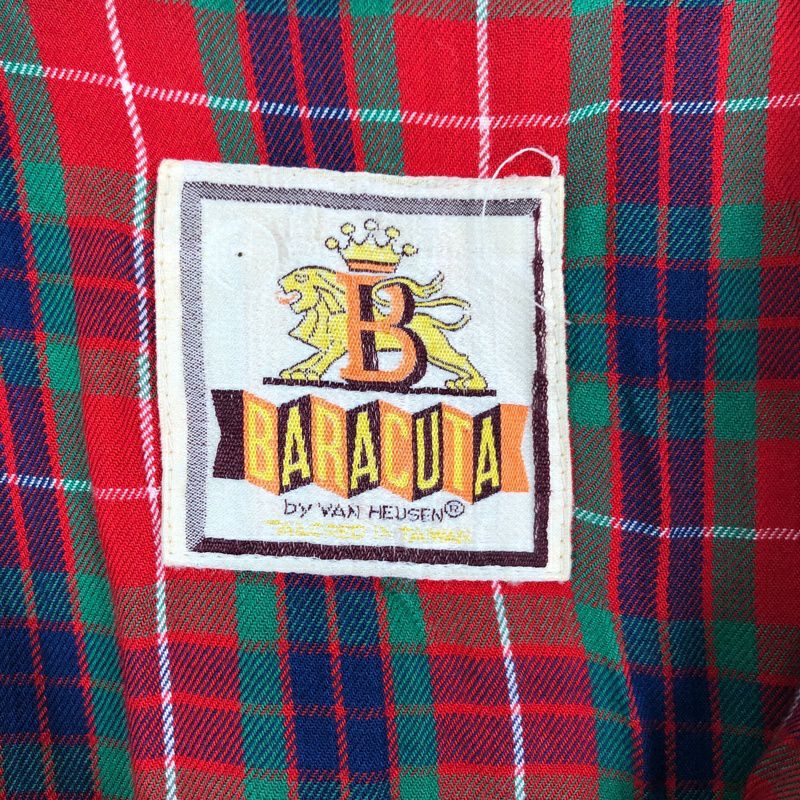 B
BARACUTA
by VAN HEUSEN®
TAILORED IN TAIWAN